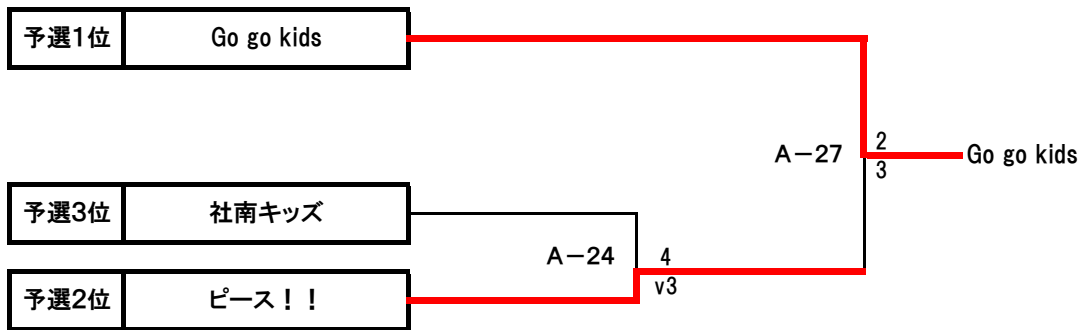 予選1位 Go go kids
2
A－27 Go go kids
3
予選3位 社南キッズ
A－24 4
v3
予選2位 ピース！！